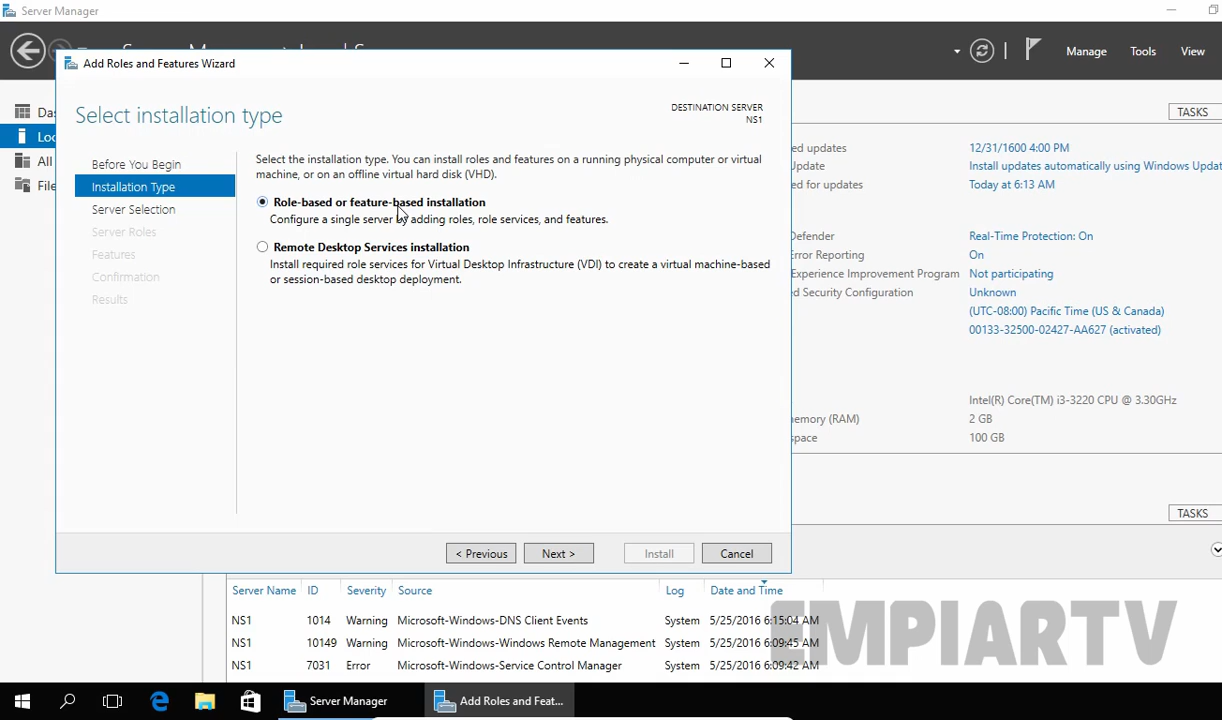 Server Manager
Manage
Tools
View
Add Roles and Features Wizard
Select installation type
DESTINATION SERVER
NS1
Before You Begin
Installation Type
Server Selection
Server Roles
Features
Confirmation
Results
Select the installation type. You can install roles and features on a running physical computer or virtual
machine, or on an offline virtual hard disk (VHD).
Role-based or feature-based installation
Configure a single server by adding roles, role services, and features.
Remote Desktop Services installation
Install required role services for Virtual Desktop Infrastructure (VDI) to create a virtual machine-based
or session-based desktop deployment.
< Previous
Next >
Install
Cancel
Das
Loc
All
File
TASKS
ed updates 12/31/1600 4:00 PM
Update Install updates automatically using Windows Updat
ed for updates Today at 6:13 AM
Defender Real-Time Protection: On
Error Reporting On
Experience Improvement Program Not participating
ed Security Configuration Unknown
(UTC-08:00) Pacific Time (US & Canada)
00133-32500-02427-AA627 (activated)
Intel(R) Core(TM) i3-3220 CPU @ 3.30GHz
emory (RAM) 2 GB
space 100 GB
TASKS
Server Name ID Severity Source Log Date and Time
NS1 1014 Warning Microsoft-Windows-DNS Client Events System 5/25/2016 6:15:04 AM
NS1 10149 Warning Microsoft-Windows-Windows Remote Management System 5/25/2016 6:09:45 AM
NS1 7031 Error Microsoft-Windows-Service Control Manager System 5/25/2016 6:09:42 AM
EMPIARTV
Server Manager
Add Roles and Feat...